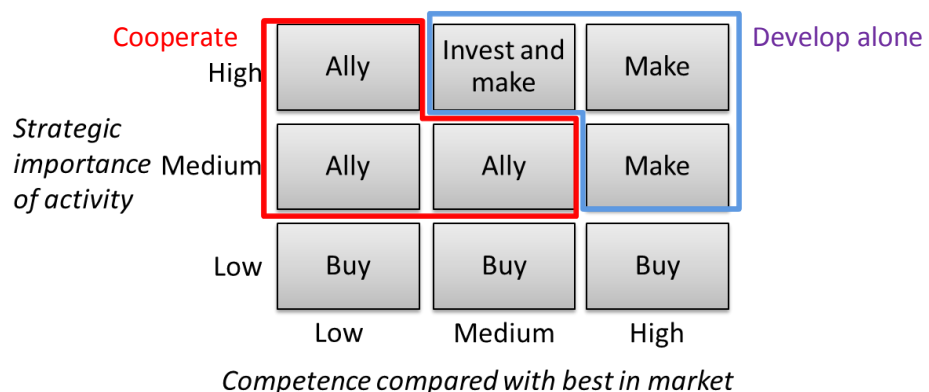 Cooperate
Develop alone
High
Ally
Invest and
make
Make
Strategic
importance
of activity
Medium
Ally
Ally
Make
Low
Buy
Buy
Buy
Low
Medium
High
Competence compared with best in market